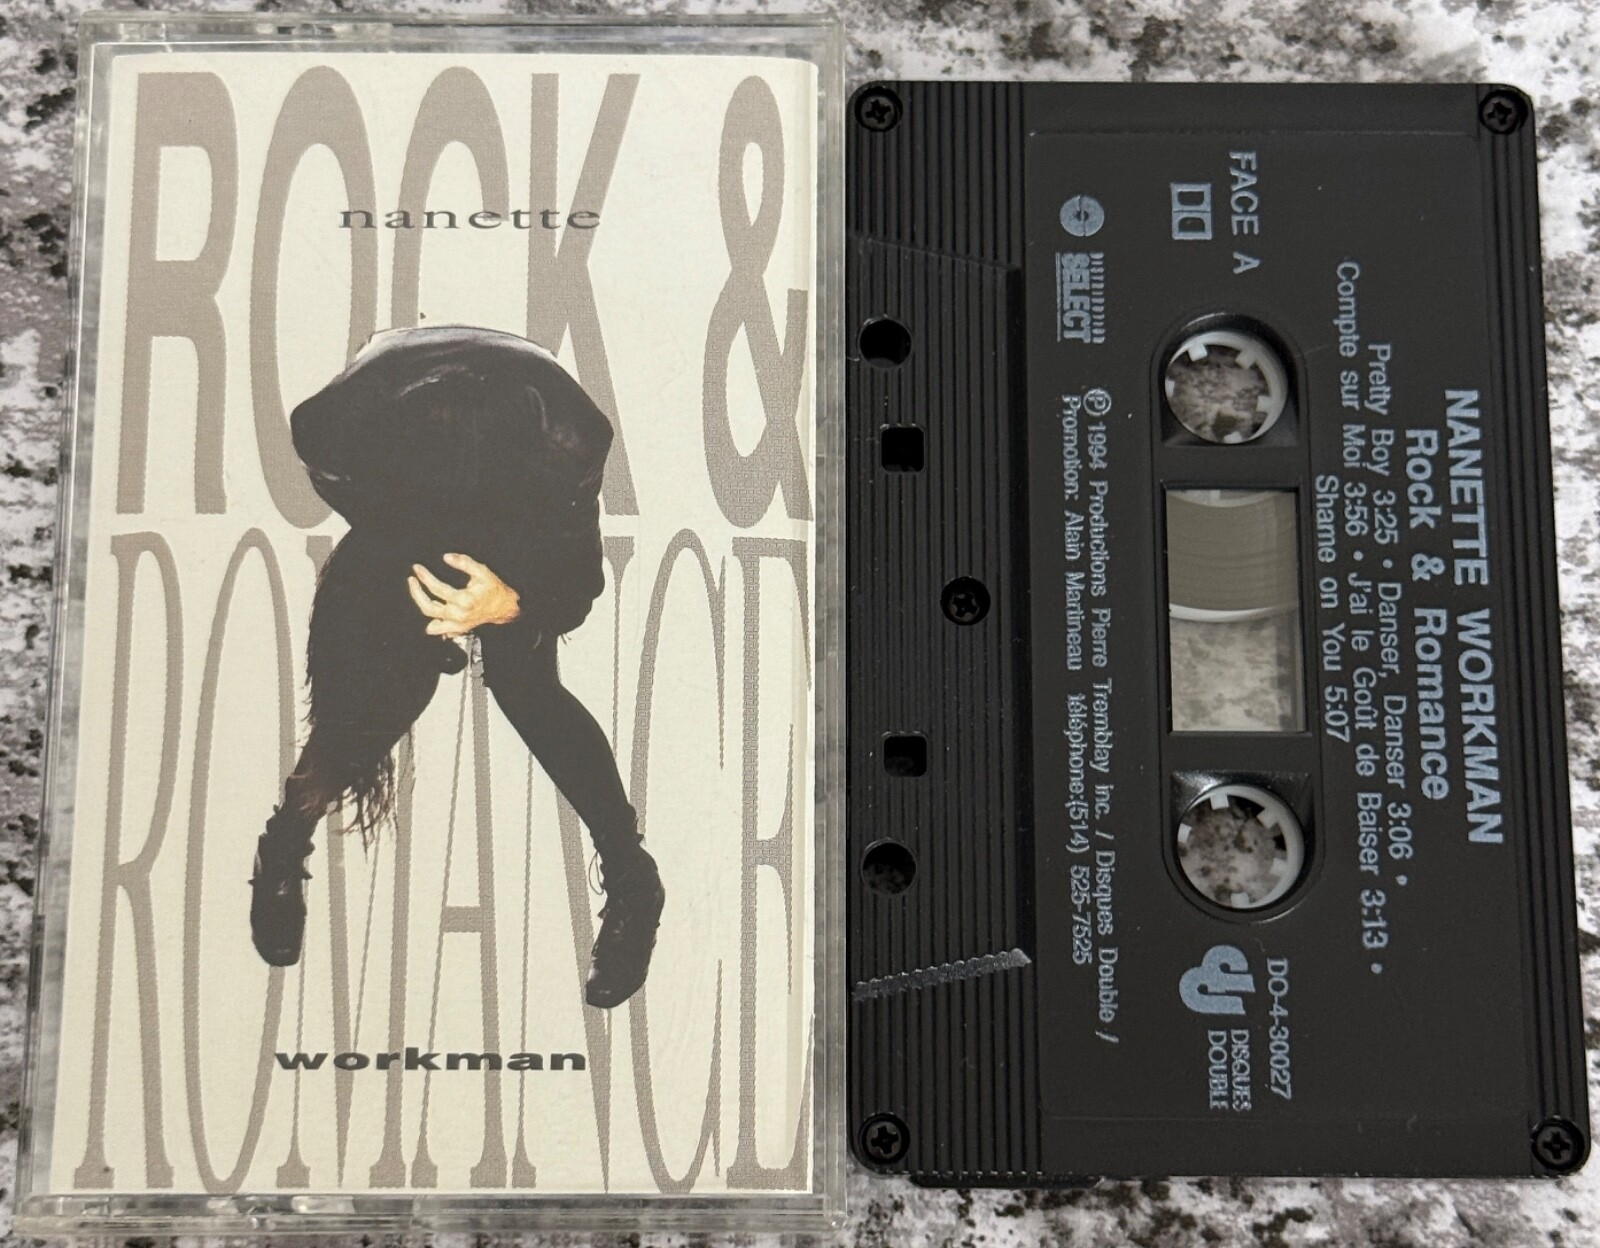 ROCK &
nanette
ROMANCE
workman
NANETTE WORKMAN
Rock & Romance
Pretty Boy 3:25 • Danser, Danser 3:06 •
Compte sur Moi 3:56 • J'ai le Goût de Baiser 3:13 •
Shame on You 5:07
FACE A
DO-4-30027
DISQUES
DOUBLE
SELECT
℗ 1994 Productions Pierre Tremblay inc. / Disques Double /
Promotion: Alain Martineau téléphone:(514) 525-7525